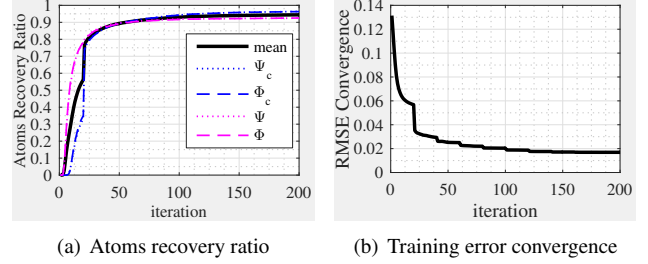 1
0.9
0.8
0.7
0.6
0.5
0.4
0.3
0.2
0.1
0
Atoms Recovery Ratio
mean
Ψc
Φc
Ψ
Φ
0 50 100 150 200
iteration
(a) Atoms recovery ratio
0.14
0.12
0.1
0.08
0.06
0.04
0.02
0
RMSE Convergence
0 50 100 150 200
iteration
(b) Training error convergence